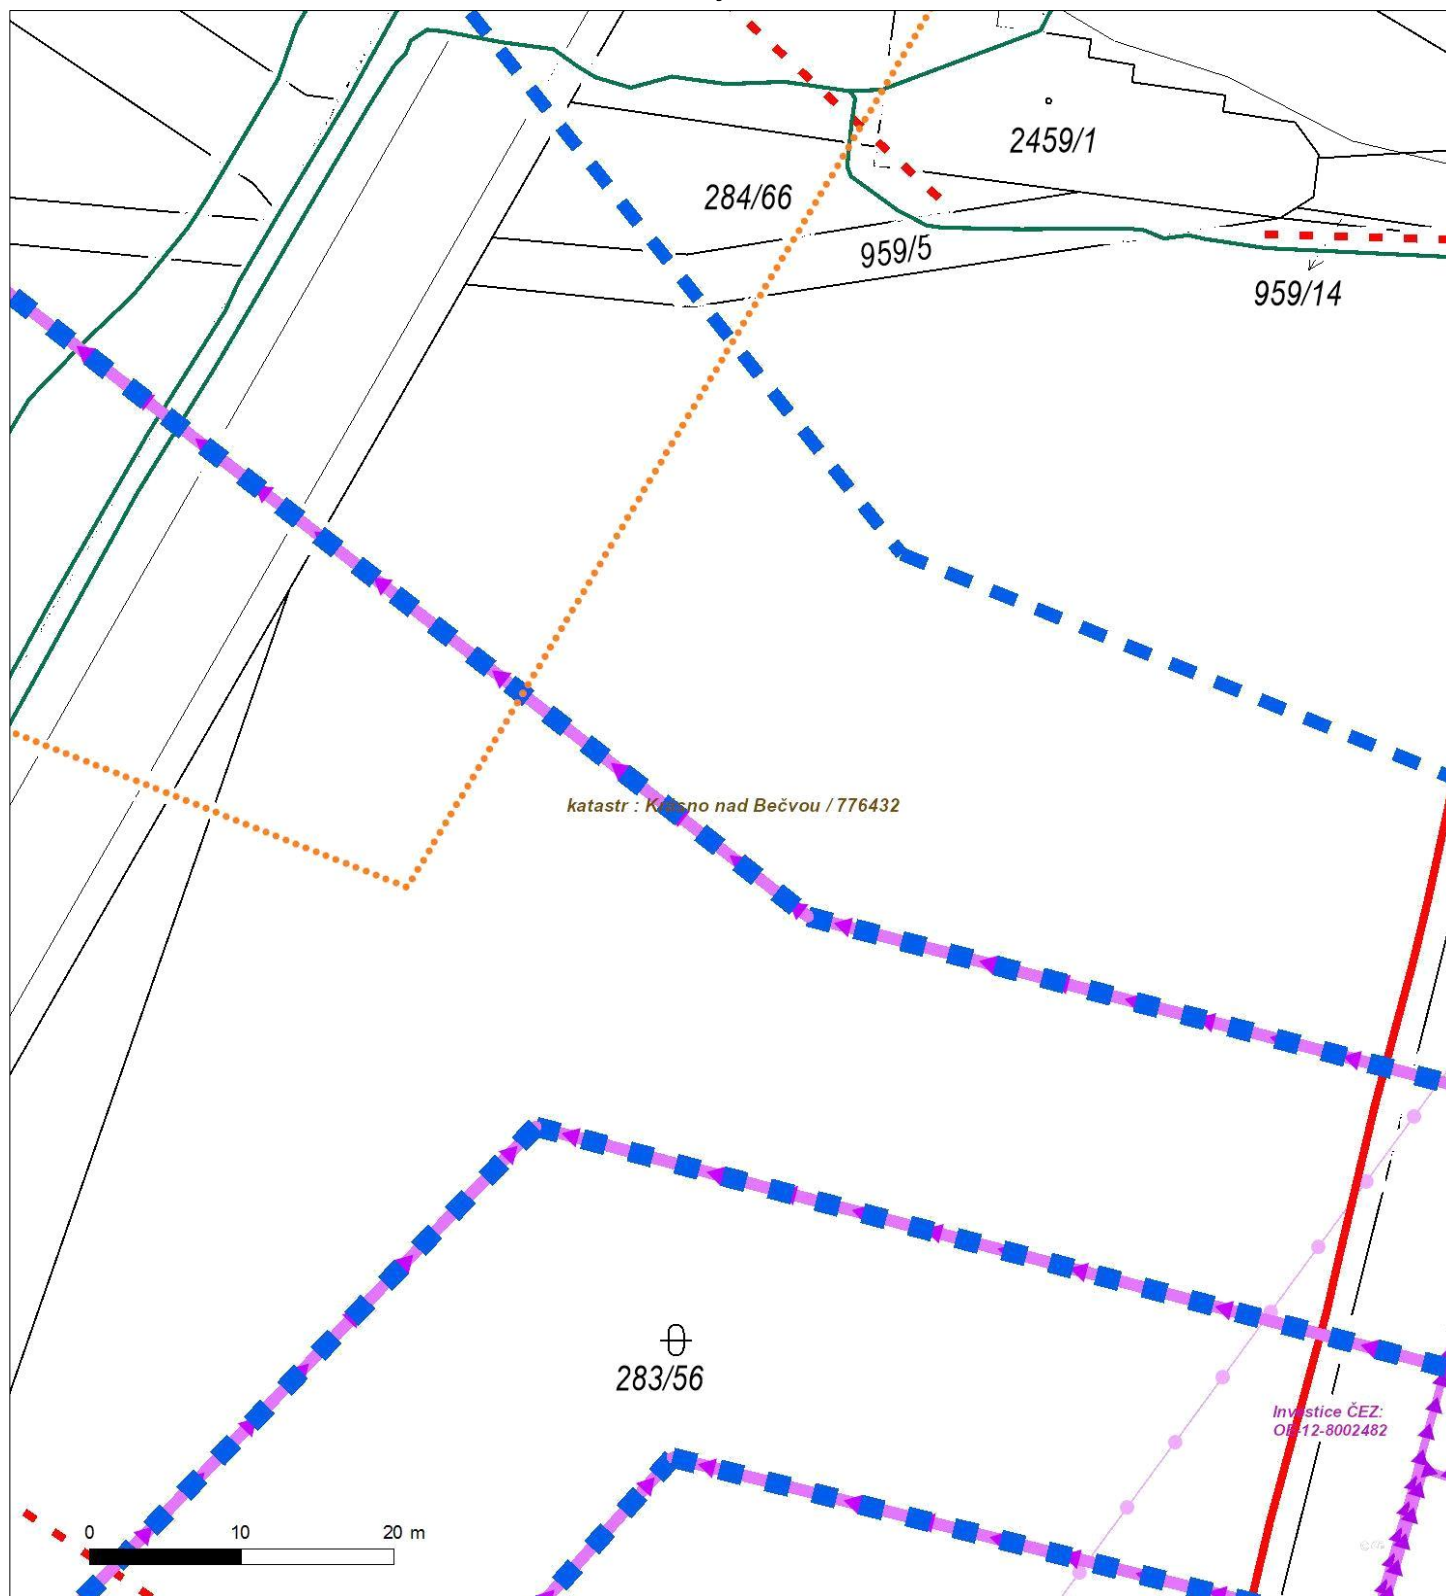 2459/1
284/66
959/5
959/14
katastr : Krásno nad Bečvou / 776432
283/56
Investice ČEZ:
OB-12-8002482
0 10 20 m